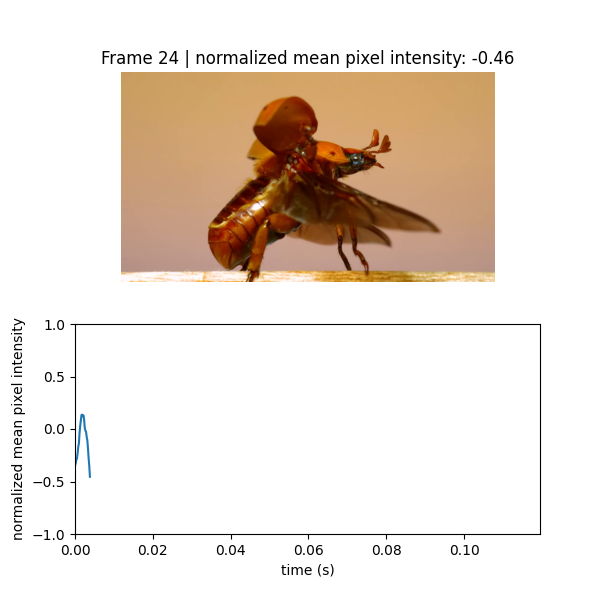 Frame 24 | normalized mean pixel intensity: -0.46
1.0
0.5
0.0
−0.5
−1.0
normalized mean pixel intensity
0.00 0.02 0.04 0.06 0.08 0.10
time (s)